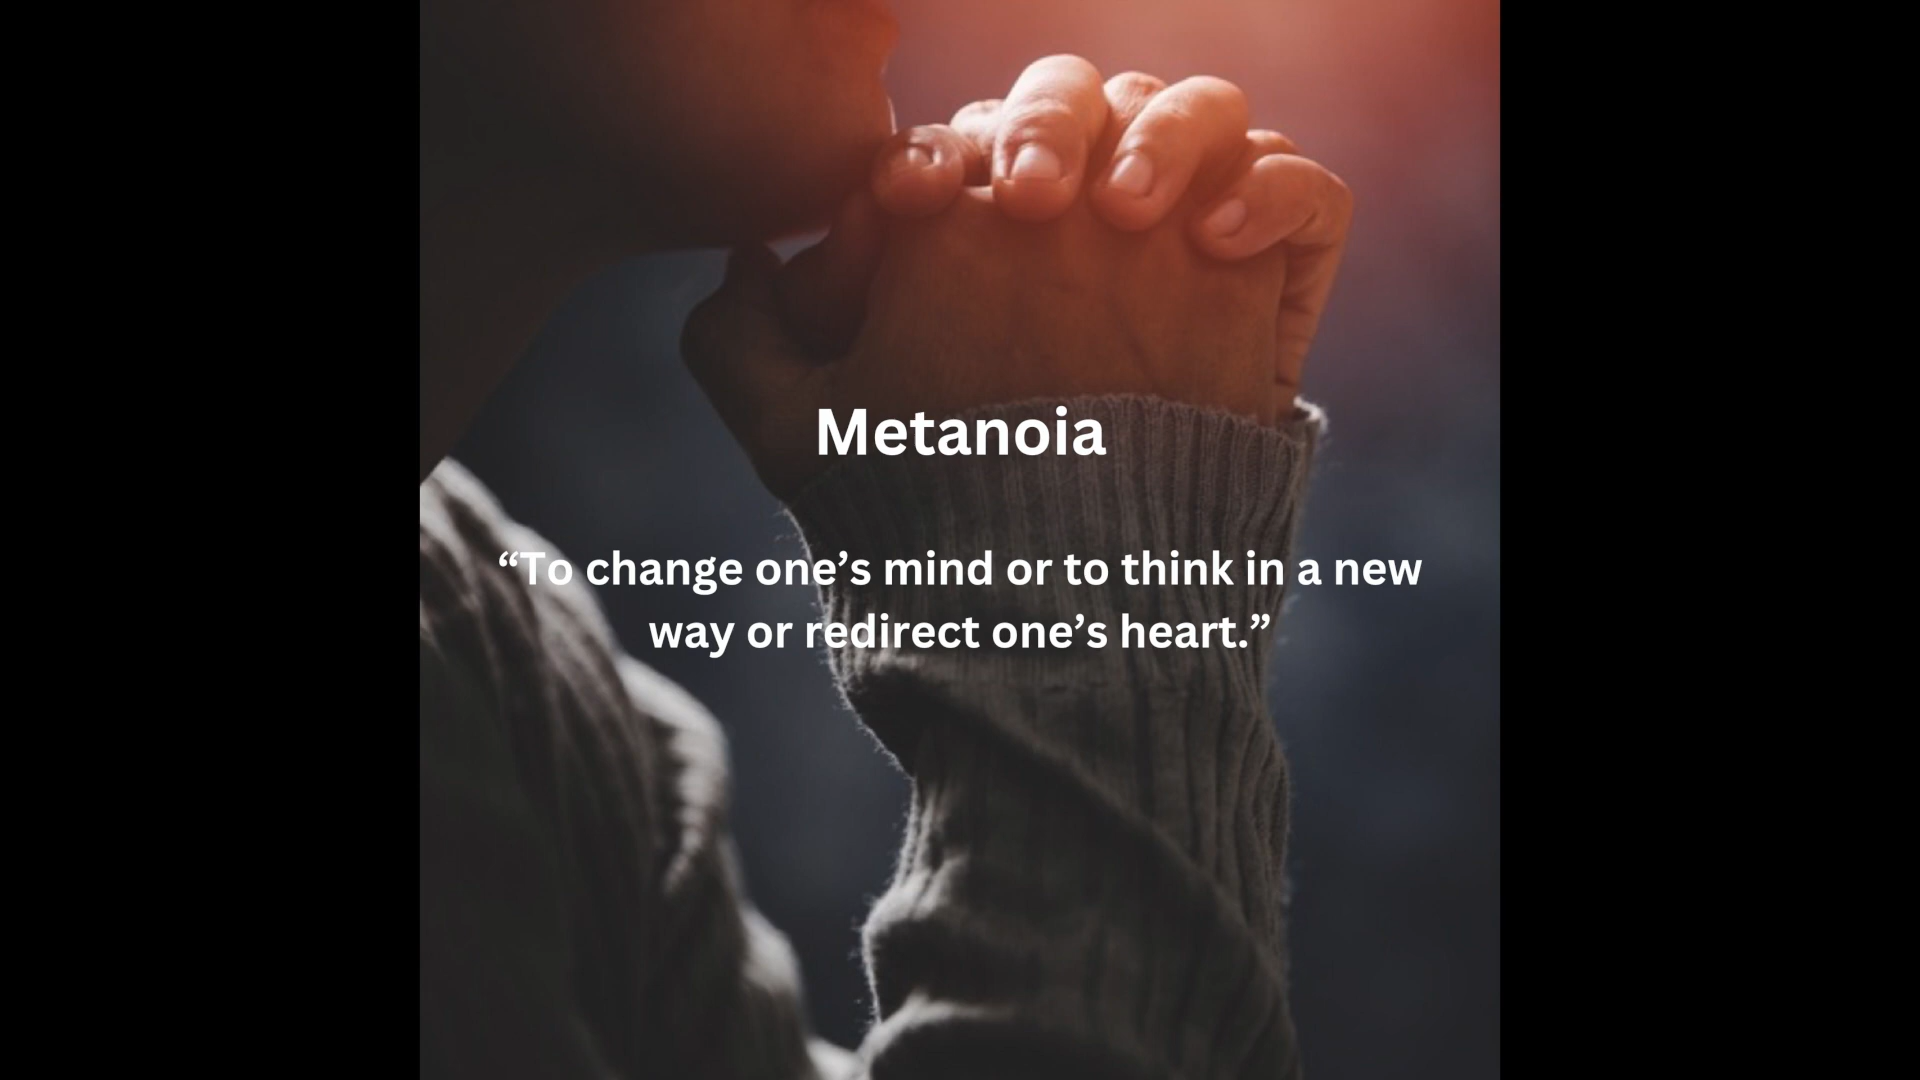 Metanoia
“To change one’s mind or to think in a new
way or redirect one’s heart.”